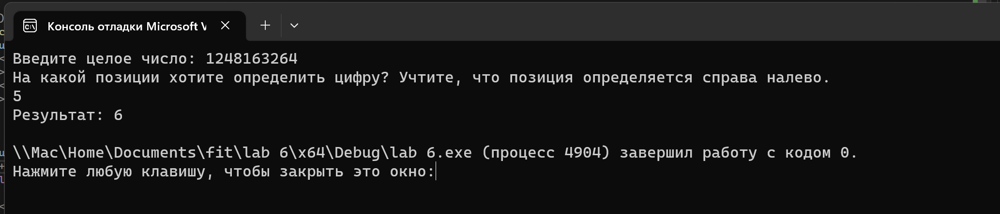 Консоль отладки Microsoft V
Введите целое число: 1248163264
На какой позиции хотите определить цифру? Учтите, что позиция определяется справа налево.
5
Результат: 6
\\Mac\Home\Documents\fit\lab 6\x64\Debug\lab 6.exe (процесс 4904) завершил работу с кодом 0.
Нажмите любую клавишу, чтобы закрыть это окно: